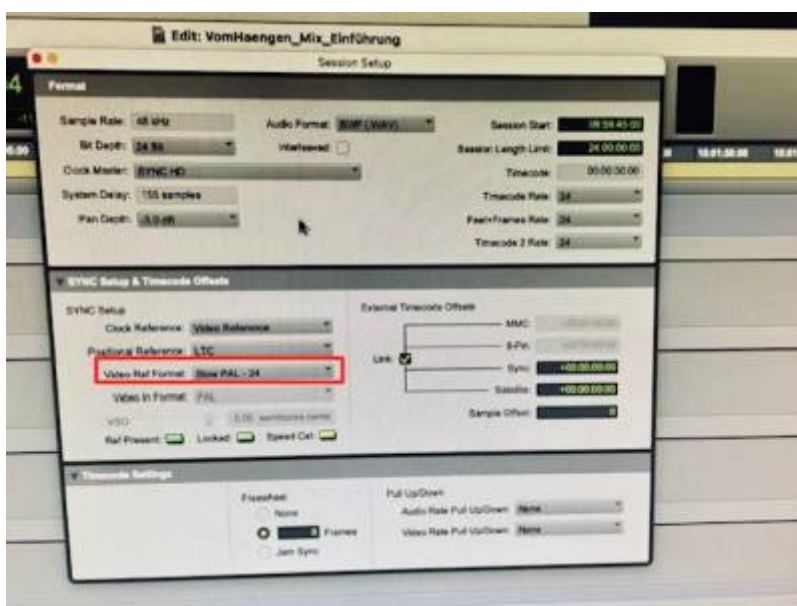 Edit: VomHaengen_Mix_Einführung
Session Setup
Format
Sample Rate: 48 kHz
Audio Format: BWF (.WAV)
Session Start:
Bit Depth: 24 Bit
Interleaved:
Session Length Limit: 24:00:00:00
Clock Master: SYNC HD
Timecode: 00:00:30:00
System Delay: 155 samples
Timecode Rate: 24
Pan Depth: -3.0 dB
Feet+Frames Rate: 24
Timecode 2 Rate: 24
SYNC Setup & Timecode Offsets
SYNC Setup
External Timecode Offsets
Clock Reference: Video Reference
MMC:
Positional Reference: LTC
9-Pin:
Link:
Video Ref Format: Slow PAL - 24
Sync: +00:00:00:00
Video In Format: PAL
Satellite: +00:00:00:00
VSO: 0.00 semitones/cents
Sample Offset: 0
Ref Present: Locked: Speed Cal:
Timecode Settings
Freewheel
Pull Up/Down
None
Audio Rate Pull Up/Down: None
Frames
Video Rate Pull Up/Down: None
Jam Sync